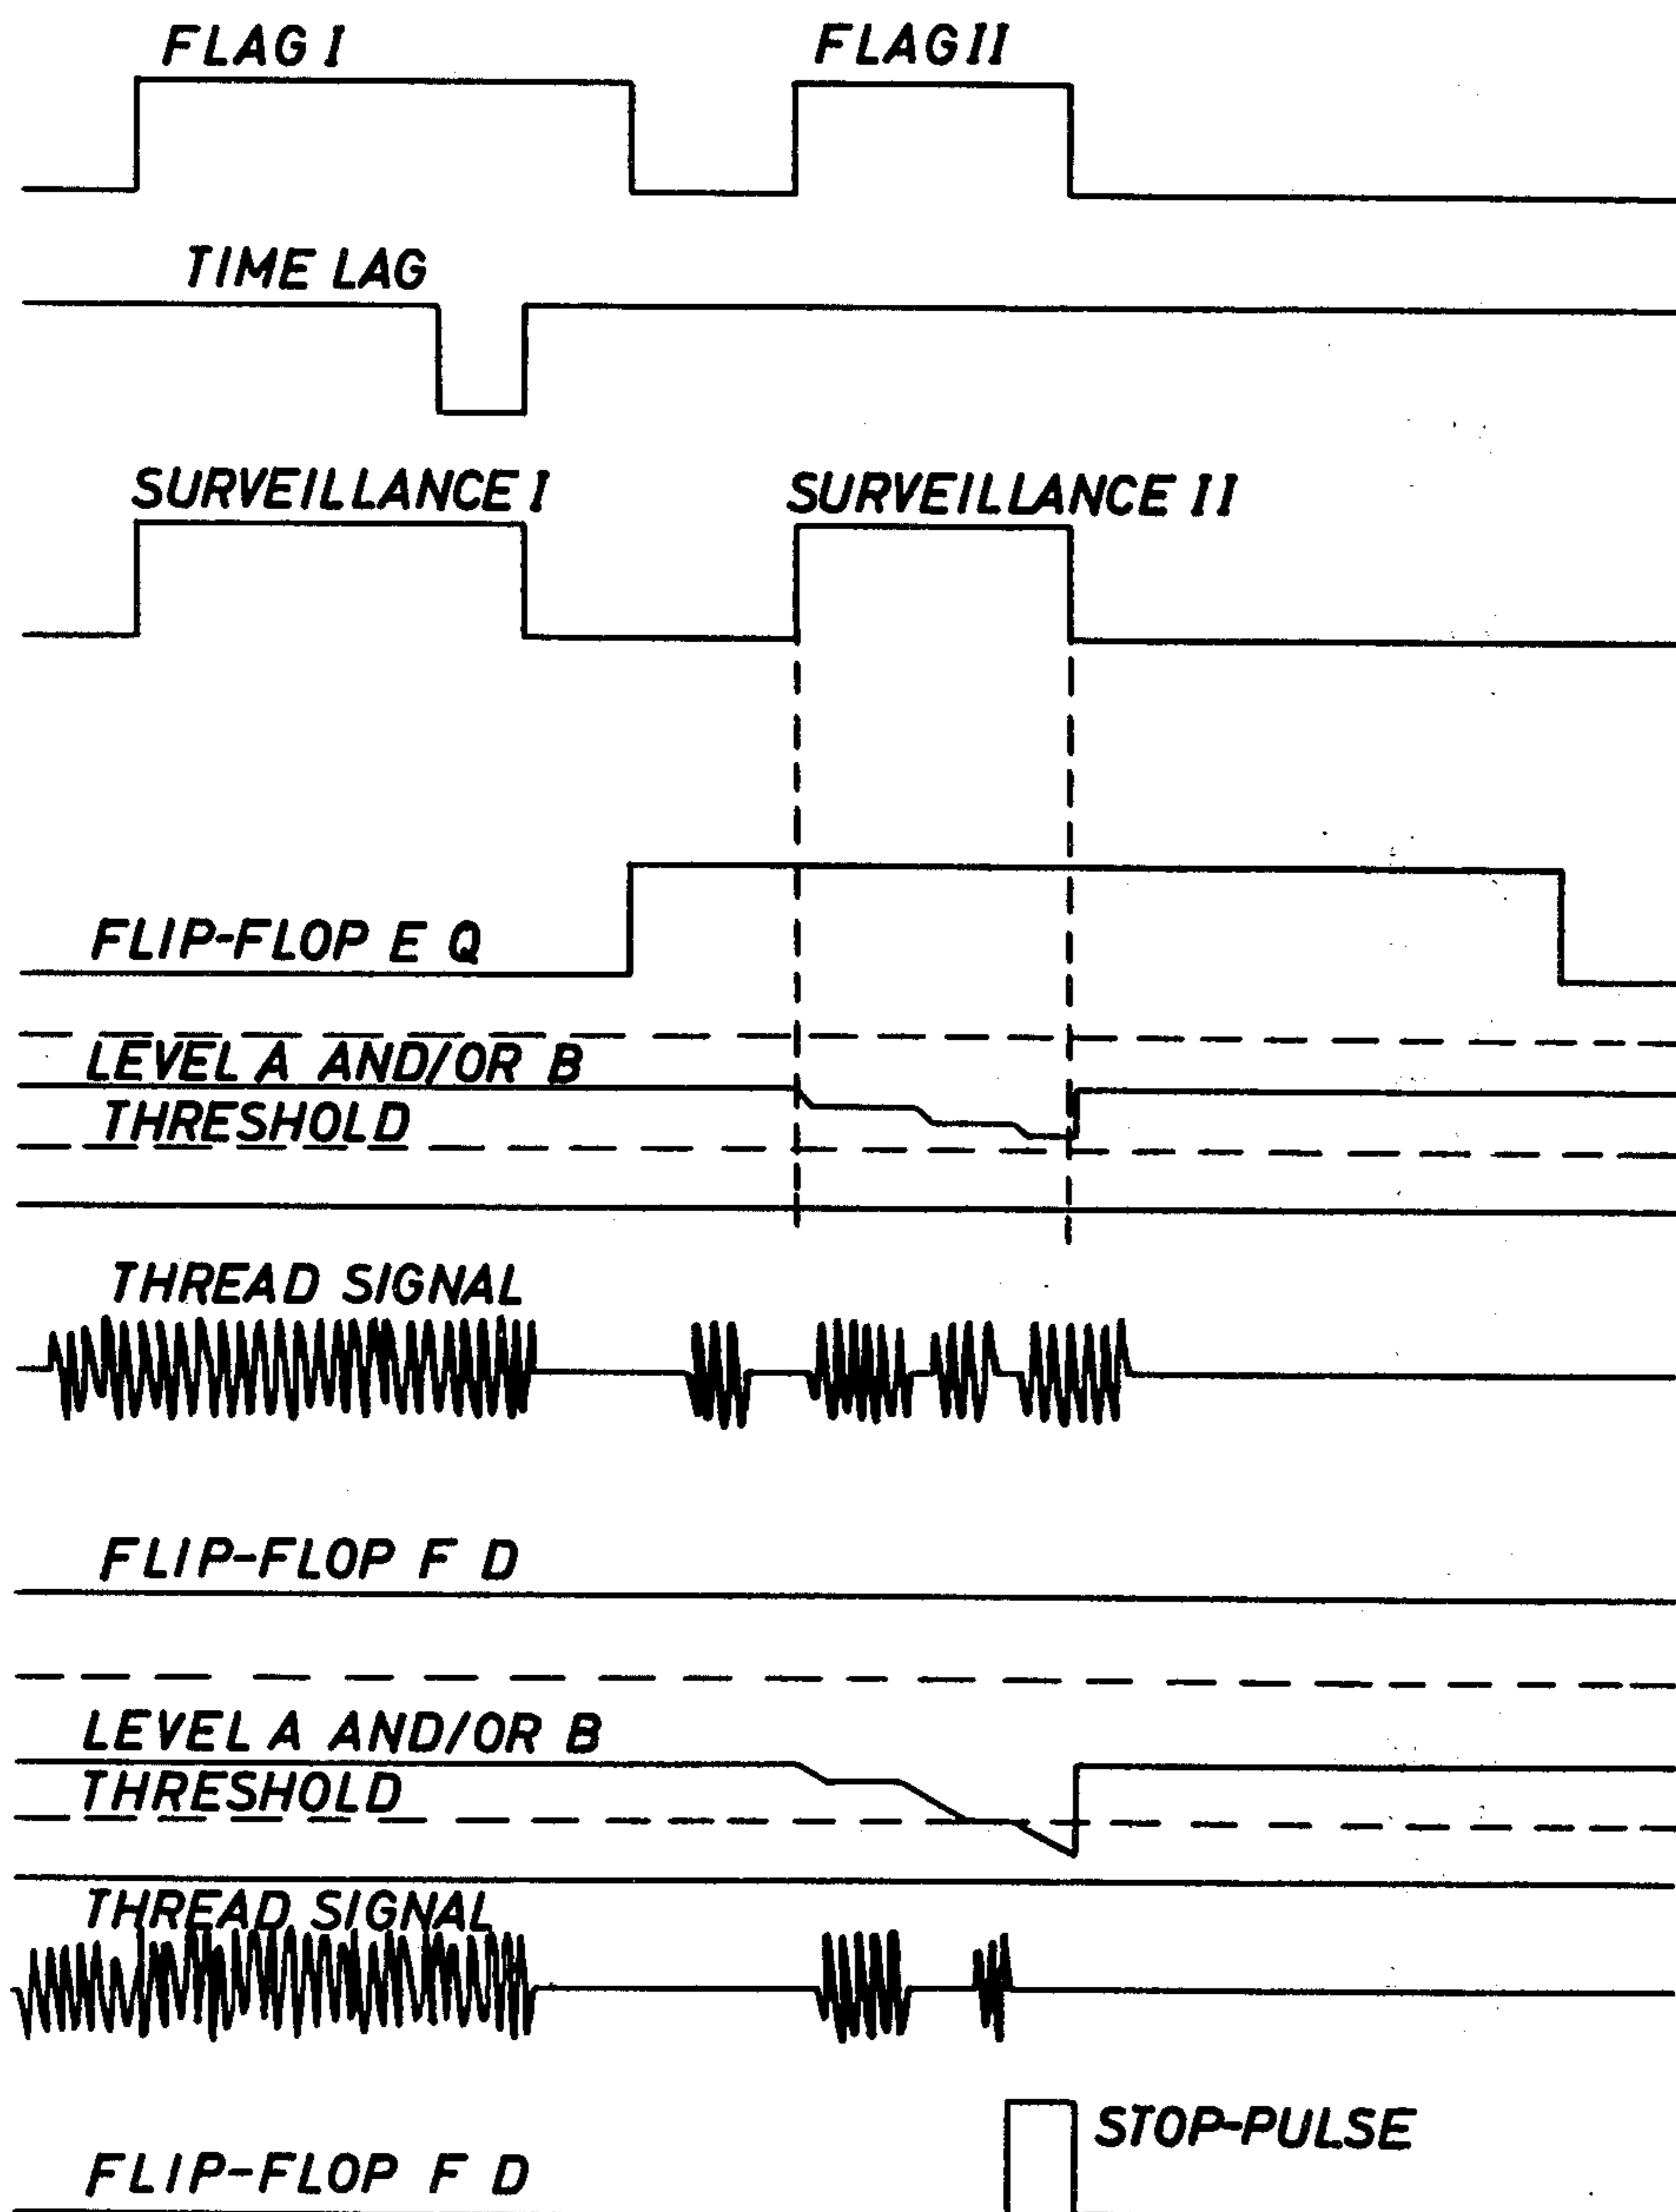 FLAG I
FLAG II
TIME LAG
SURVEILLANCE I
SURVEILLANCE II
FLIP-FLOP E Q
LEVEL A AND/OR B
THRESHOLD
THREAD SIGNAL
FLIP-FLOP F D
LEVEL A AND/OR B
THRESHOLD
THREAD SIGNAL
STOP-PULSE
FLIP-FLOP F D